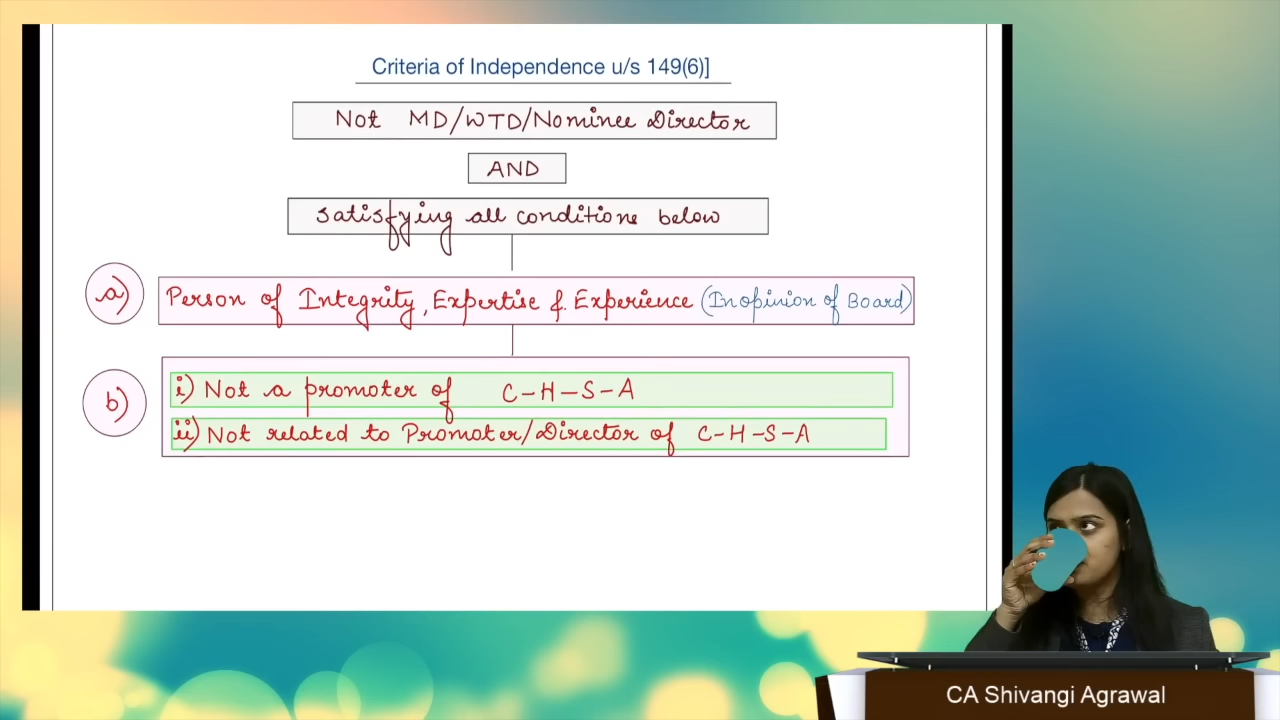 Criteria of Independence u/s 149(6)]
Not MD/WTD/Nominee Director
AND
satisfying all conditions below
a) Person of Integrity, Expertise & Experience (In opinion of Board)
b)
i) Not a promoter of C-H-S-A
ii) Not related to Promoter/Director of C-H-S-A
CA Shivangi Agrawal